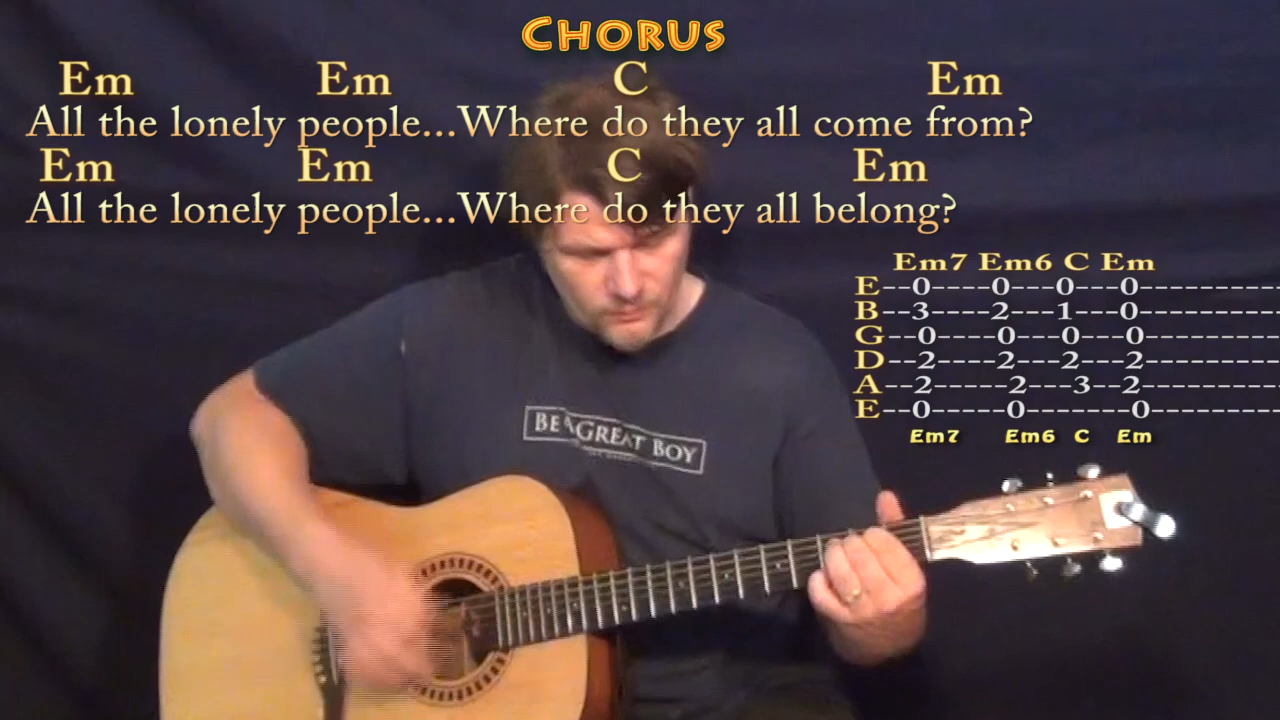 CHORUS
Em Em C Em
All the lonely people...Where do they all come from?
Em Em C Em
All the lonely people...Where do they all belong?
Em7 Em6 C Em
E--0----0---0---0---------
B--3----2---1---0---------
G--0----0---0---0---------
D--2----2---2---2---------
A--2-----2---3--2---------
E--0-----0-------0--------
Em7 Em6 C Em
BE A GREAT BOY